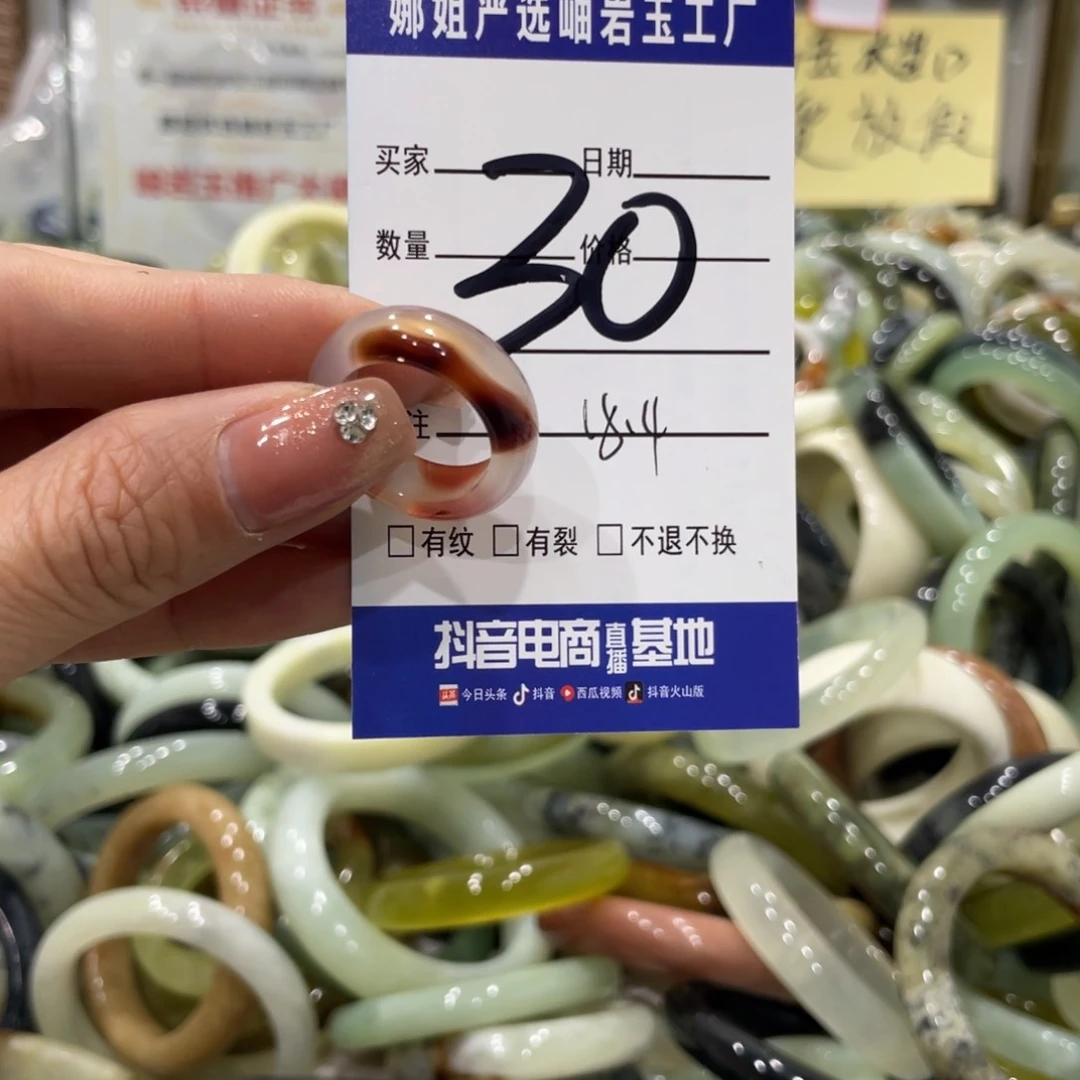 娜姐严选岫岩玉工厂
买家 日期
数量 价格
30
注 18.4
□有纹 □有裂 □不退不换
抖音电商直播基地
今日头条 抖音 西瓜视频 抖音火山版